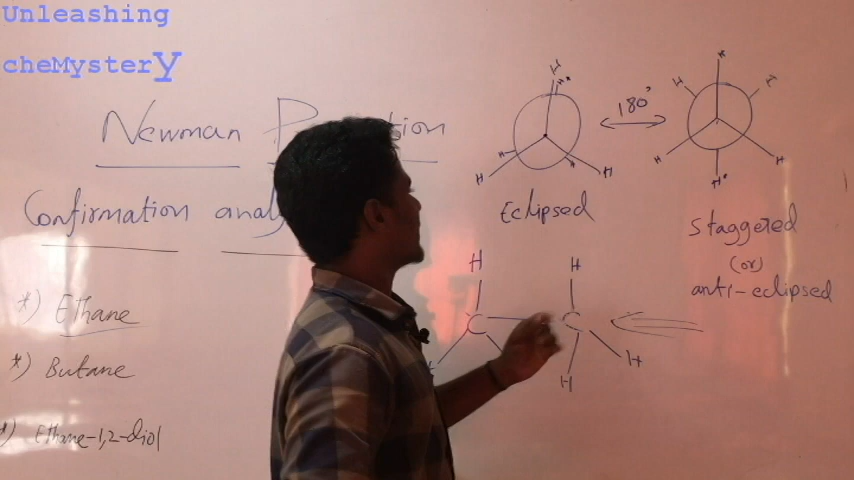 Unleashing
cheMysterY
Newman
Confirmation
*) Ethane
*) Butane
*) Ethane-1,2-diol
H
H*
H
H
H
H
180°
H
H
H
H
H
H*
Eclipsed
Staggered
(or)
anti-eclipsed
H
H
C
C
H
H